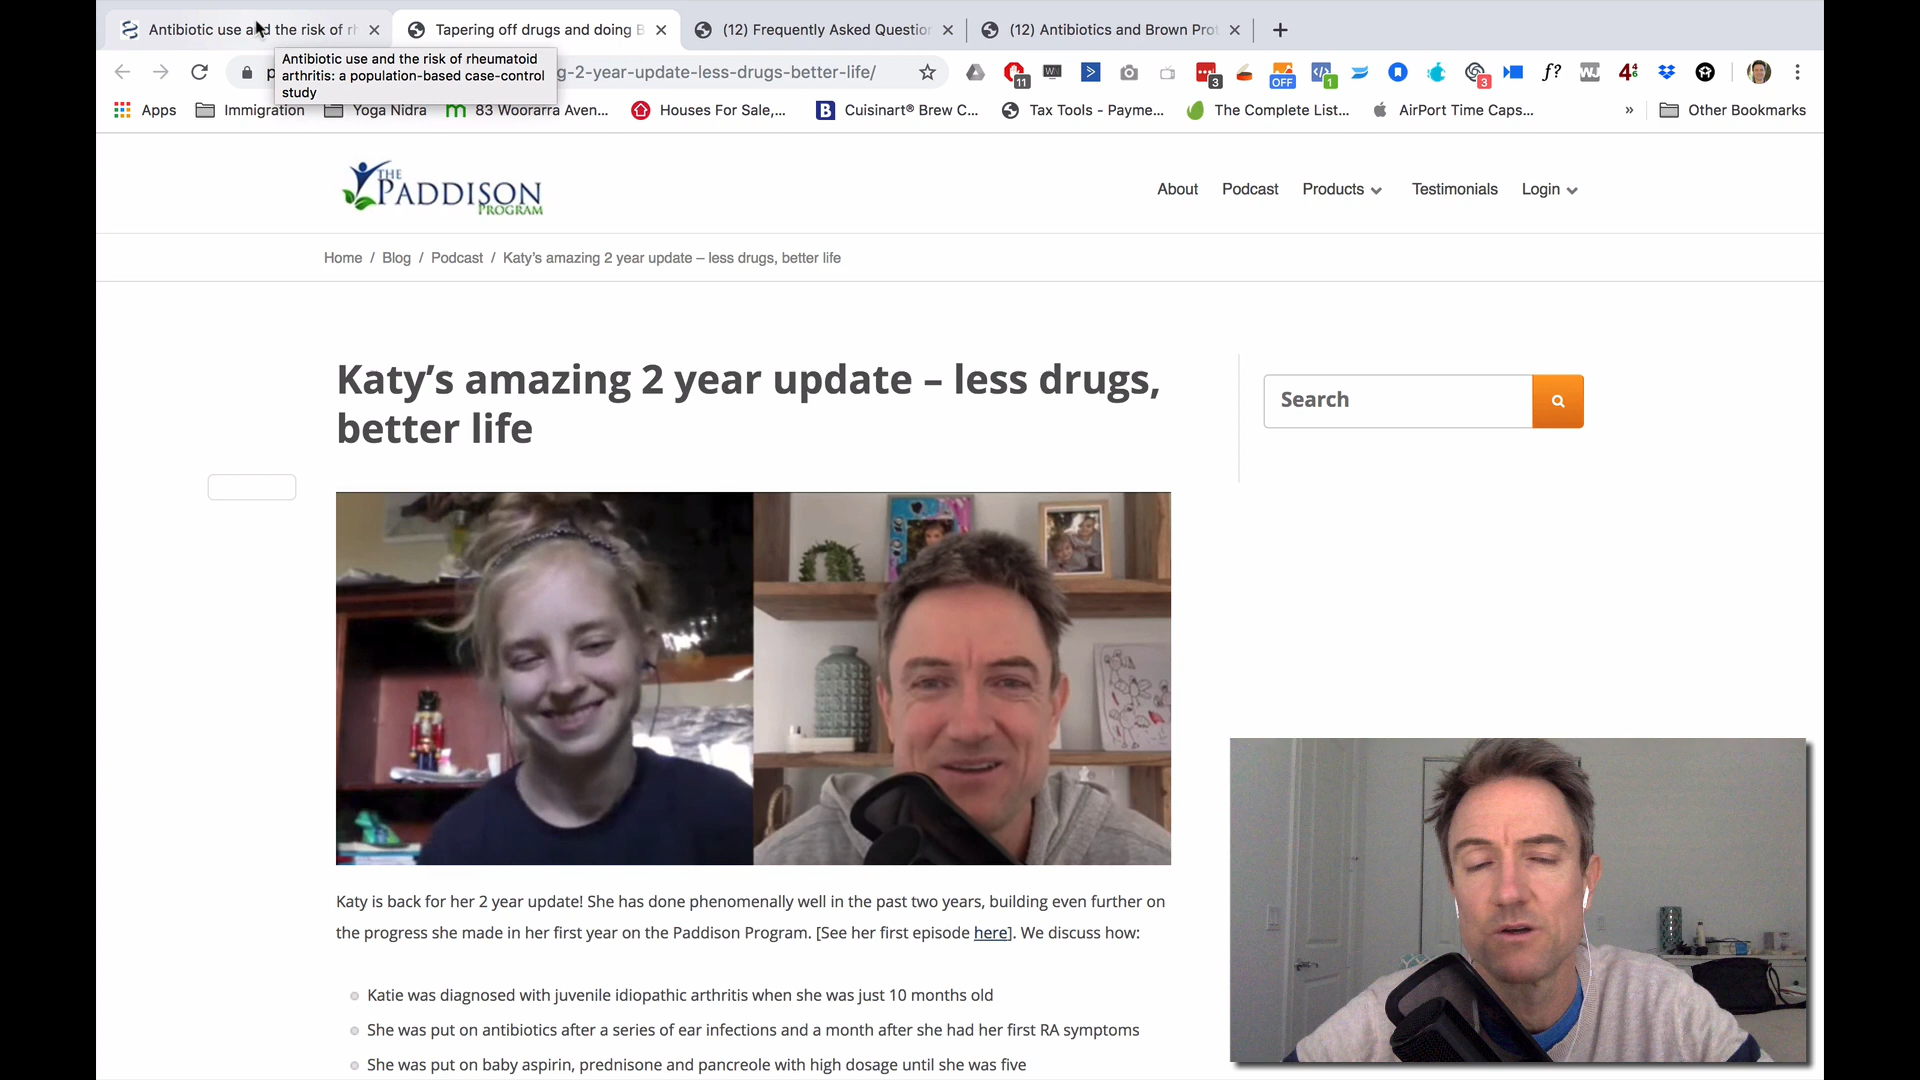 Antibiotic use and the risk of rh
Tapering off drugs and doing B
(12) Frequently Asked Question
(12) Antibiotics and Brown Prot
Antibiotic use and the risk of rheumatoid
arthritis: a population-based case-control
study
g-2-year-update-less-drugs-better-life/
11
3
OFF
1
3
f?
Apps
Immigration
Yoga Nidra
83 Woorarra Aven...
Houses For Sale,...
Cuisinart® Brew C...
Tax Tools - Payme...
The Complete List...
AirPort Time Caps...
»
Other Bookmarks
THE
PADDISON
PROGRAM
About
Podcast
Products
Testimonials
Login
Home / Blog / Podcast / Katy’s amazing 2 year update – less drugs, better life
Katy’s amazing 2 year update – less drugs,
better life
Search
Katy is back for her 2 year update! She has done phenomenally well in the past two years, building even further on
the progress she made in her first year on the Paddison Program. [See her first episode here]. We discuss how:
Katie was diagnosed with juvenile idiopathic arthritis when she was just 10 months old
She was put on antibiotics after a series of ear infections and a month after she had her first RA symptoms
She was put on baby aspirin, prednisone and pancreole with high dosage until she was five